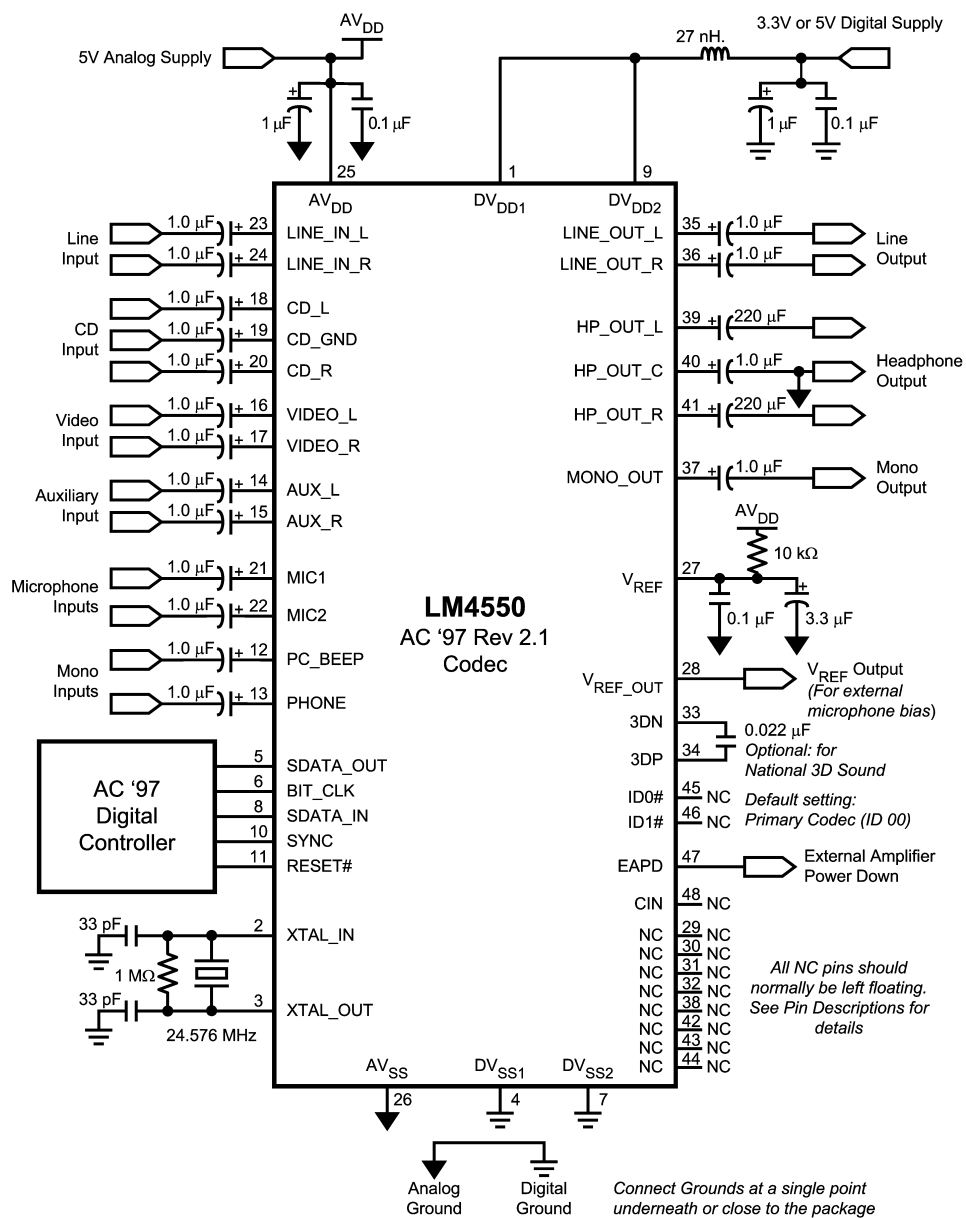 AVDD
3.3V or 5V Digital Supply
5V Analog Supply
27 nH.
+
1 µF
0.1 µF
+
1 µF
0.1 µF
25
1
9
AVDD
DVDD1
DVDD2
Line
Input
1.0 µF + 23 LINE_IN_L
1.0 µF + 24 LINE_IN_R
CD
Input
1.0 µF + 18 CD_L
1.0 µF + 19 CD_GND
1.0 µF + 20 CD_R
Video
Input
1.0 µF + 16 VIDEO_L
1.0 µF + 17 VIDEO_R
Auxiliary
Input
1.0 µF + 14 AUX_L
1.0 µF + 15 AUX_R
Microphone
Inputs
1.0 µF + 21 MIC1
1.0 µF + 22 MIC2
Mono
Inputs
1.0 µF + 12 PC_BEEP
1.0 µF + 13 PHONE
AC ‘97
Digital
Controller
5 SDATA_OUT
6 BIT_CLK
8 SDATA_IN
10 SYNC
11 RESET#
33 pF
2 XTAL_IN
1 MΩ
33 pF
3 XTAL_OUT
24.576 MHz
LM4550
AC ‘97 Rev 2.1
Codec
LINE_OUT_L 35 + 1.0 µF
LINE_OUT_R 36 + 1.0 µF
Line
Output
HP_OUT_L 39 + 220 µF
HP_OUT_C 40 + 1.0 µF
HP_OUT_R 41 + 220 µF
Headphone
Output
MONO_OUT 37 + 1.0 µF
Mono
Output
AVDD
10 kΩ
VREF 27
+
0.1 µF
3.3 µF
VREF_OUT 28
VREF Output
(For external
microphone bias)
3DN 33
3DP 34
0.022 µF
Optional: for
National 3D Sound
ID0# 45 NC
ID1# 46 NC
Default setting:
Primary Codec (ID 00)
EAPD 47
External Amplifier
Power Down
CIN 48 NC
NC 29 NC
NC 30 NC
NC 31 NC
NC 32 NC
NC 38 NC
NC 42 NC
NC 43 NC
NC 44 NC
All NC pins should
normally be left floating.
See Pin Descriptions for
details
AVSS
DVSS1
DVSS2
26
4
7
Analog
Ground
Digital
Ground
Connect Grounds at a single point
underneath or close to the package